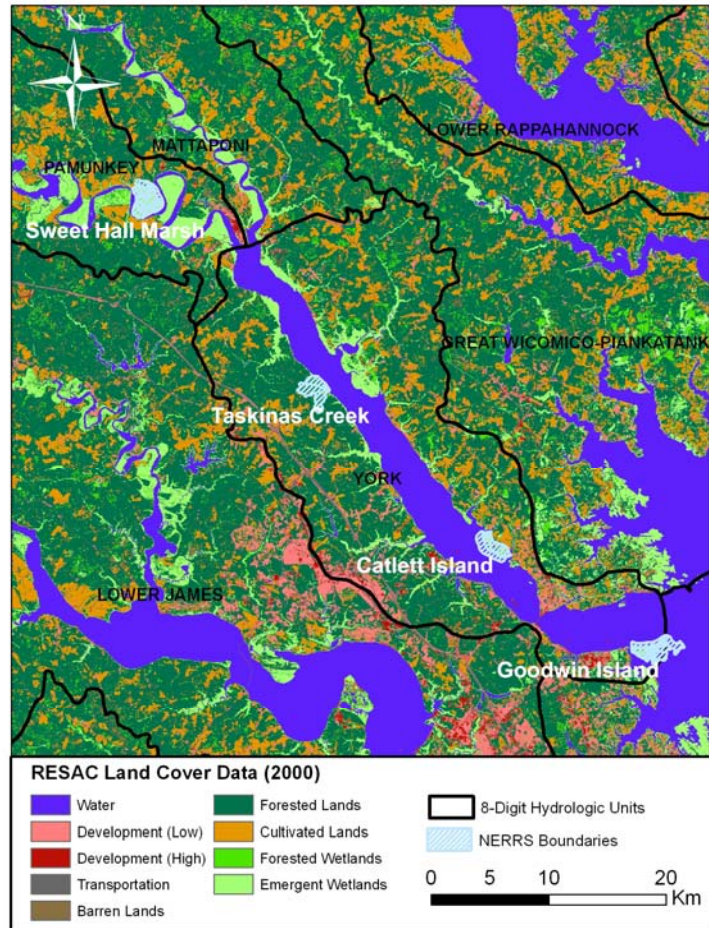 N
LOWER RAPPAHANNOCK
MATTAPONI
PAMUNKEY
Sweet Hall Marsh
GREAT WICOMICO-PIANKATANK
Taskinas Creek
YORK
Catlett Island
LOWER JAMES
Goodwin Island
RESAC Land Cover Data (2000)
Water
Development (Low)
Development (High)
Transportation
Barren Lands
Forested Lands
Cultivated Lands
Forested Wetlands
Emergent Wetlands
8-Digit Hydrologic Units
NERRS Boundaries
0 10 20
Km